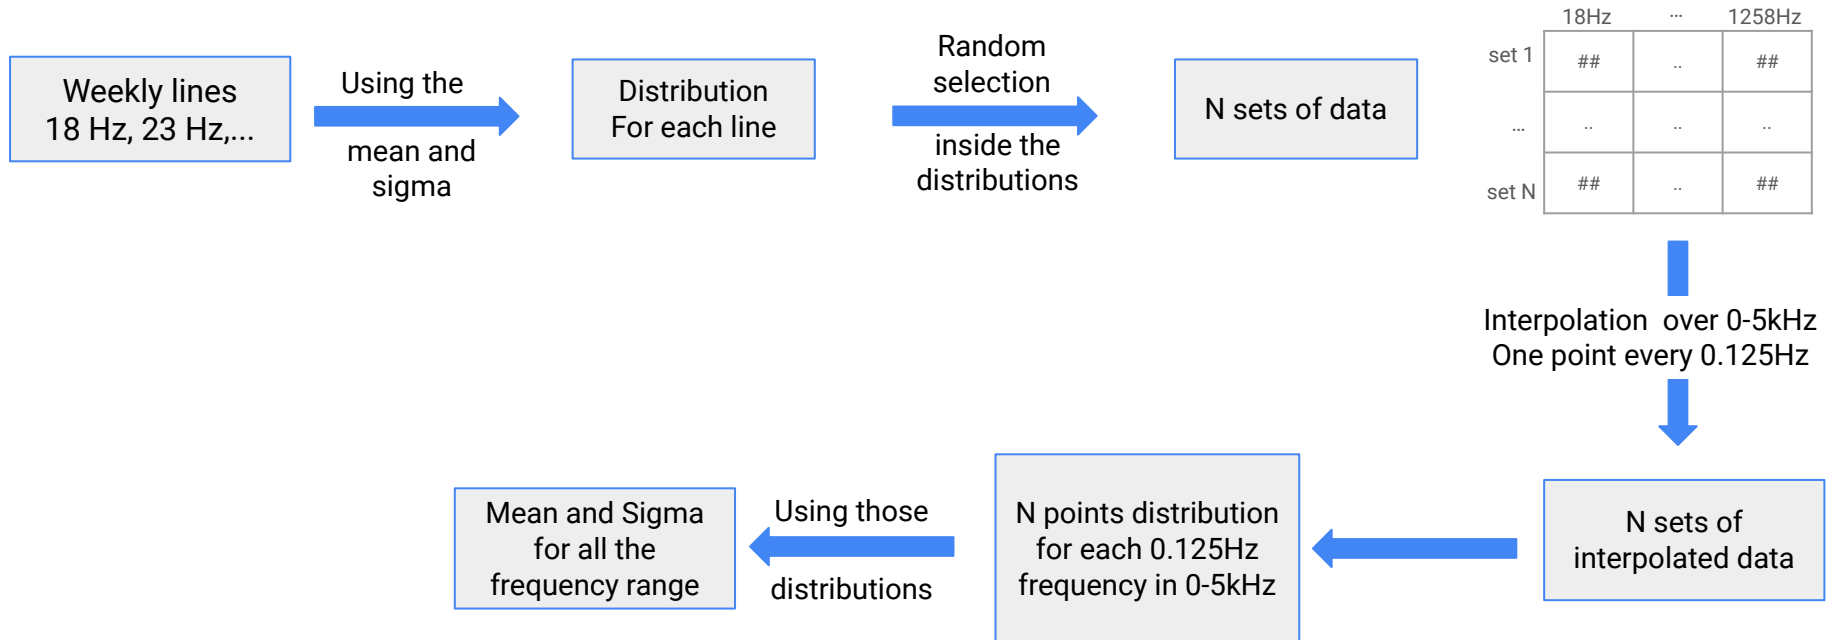 Weekly lines
18 Hz, 23 Hz,...
Using the
mean and
sigma
Distribution
For each line
Random
selection
inside the
distributions
N sets of data
18Hz ... 1258Hz
set 1 ## .. ##
... .. .. ..
set N ## .. ##
Interpolation over 0-5kHz
One point every 0.125Hz
N sets of
interpolated data
N points distribution
for each 0.125Hz
frequency in 0-5kHz
Using those
distributions
Mean and Sigma
for all the
frequency range